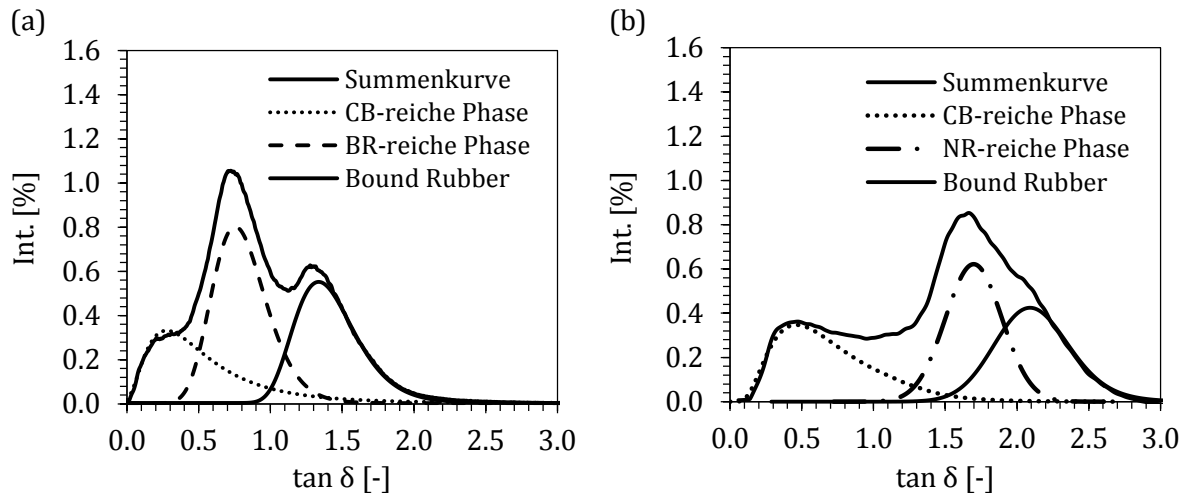 (a)
1.6
1.4
1.2
1.0
0.8
0.6
0.4
0.2
0.0
Int. [%]
Summenkurve
CB-reiche Phase
BR-reiche Phase
Bound Rubber
0.0 0.5 1.0 1.5 2.0 2.5 3.0
tan δ [-]
(b)
1.6
1.4
1.2
1.0
0.8
0.6
0.4
0.2
0.0
Int. [%]
Summenkurve
CB-reiche Phase
NR-reiche Phase
Bound Rubber
0.0 0.5 1.0 1.5 2.0 2.5 3.0
tan δ [-]